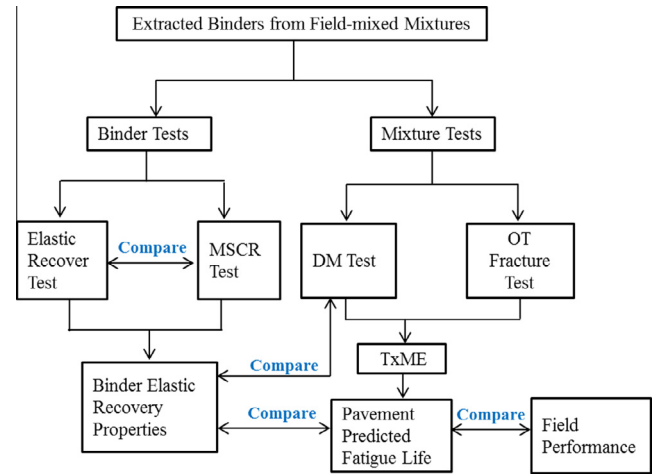 Extracted Binders from Field-mixed Mixtures
Binder Tests
Mixture Tests
Elastic
Recover
Test
Compare
MSCR
Test
DM Test
OT
Fracture
Test
Compare
TxME
Binder Elastic
Recovery
Properties
Compare
Pavement
Predicted
Fatigue Life
Compare
Field
Performance